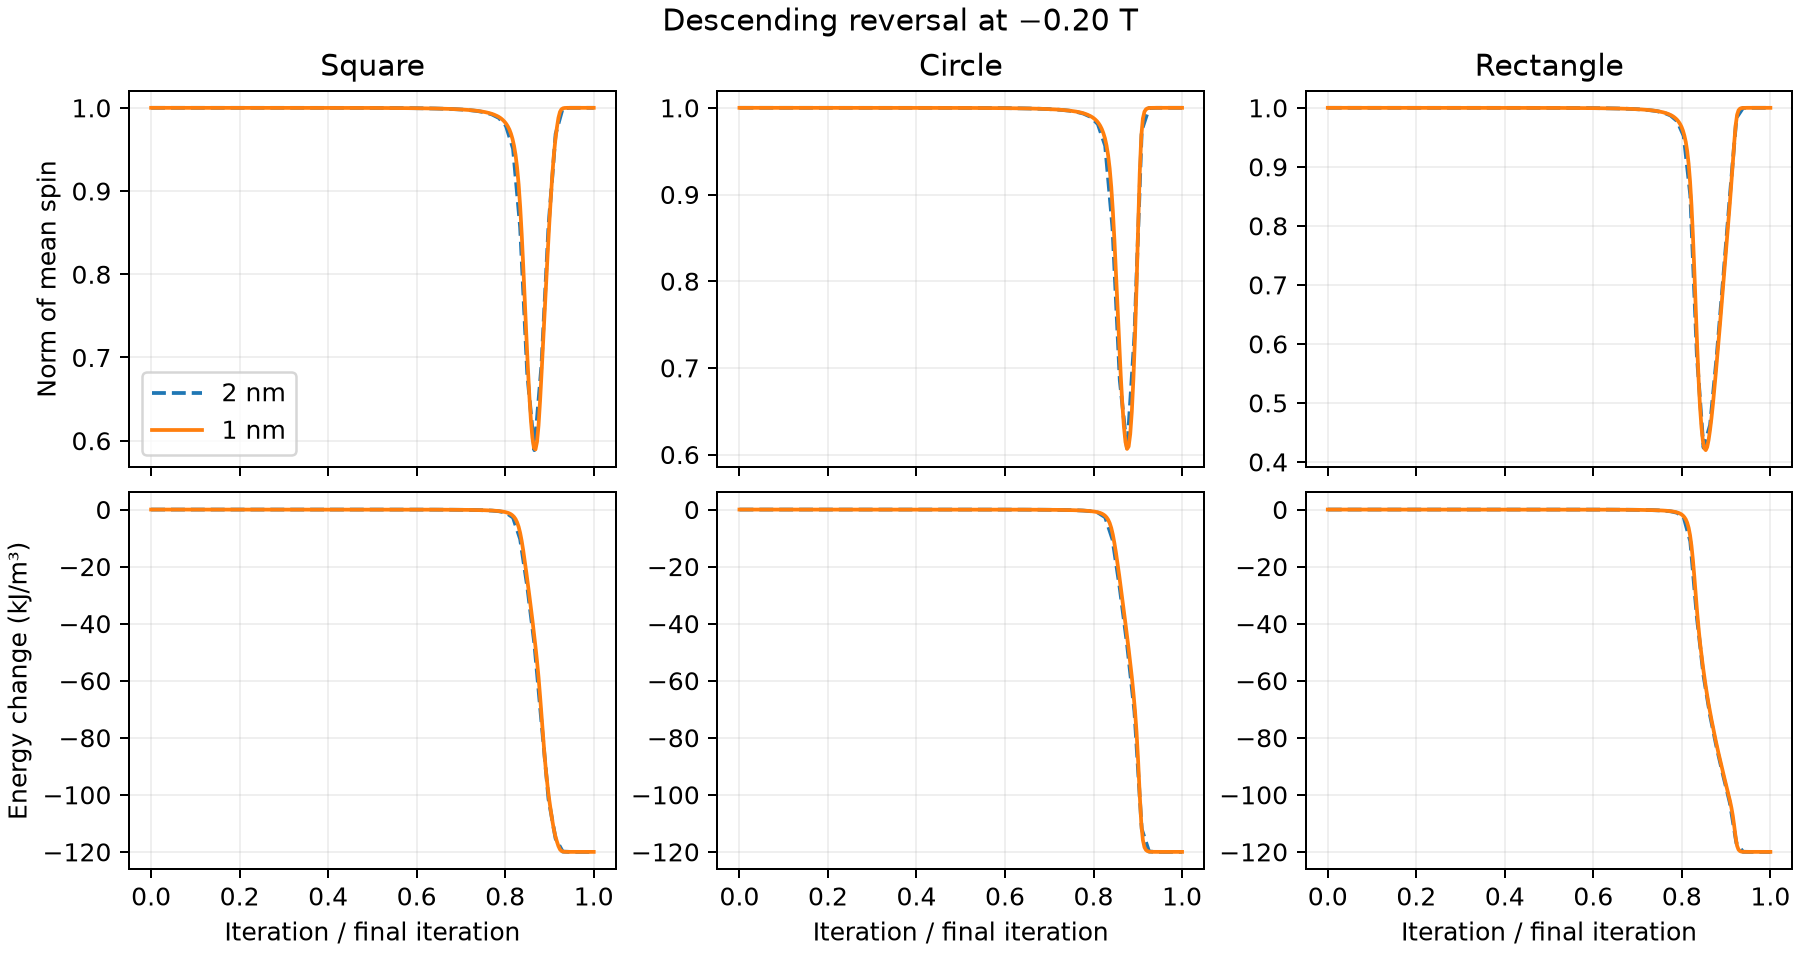 Descending reversal at −0.20 T
Square
Circle
Rectangle
Norm of mean spin
1.0
0.9
0.8
0.7
0.6
2 nm
1 nm
1.0
0.9
0.8
0.7
0.6
1.0
0.9
0.8
0.7
0.6
0.5
0.4
Energy change (kJ/m³)
0
−20
−40
−60
−80
−100
−120
0.0 0.2 0.4 0.6 0.8 1.0
Iteration / final iteration
0
−20
−40
−60
−80
−100
−120
0.0 0.2 0.4 0.6 0.8 1.0
Iteration / final iteration
0
−20
−40
−60
−80
−100
−120
0.0 0.2 0.4 0.6 0.8 1.0
Iteration / final iteration